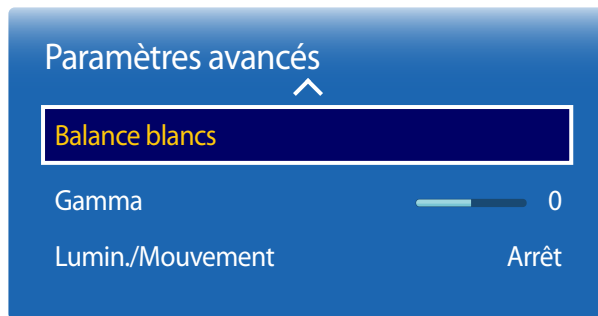 Paramètres avancés
Balance blancs
Gamma 0
Lumin./Mouvement Arrêt